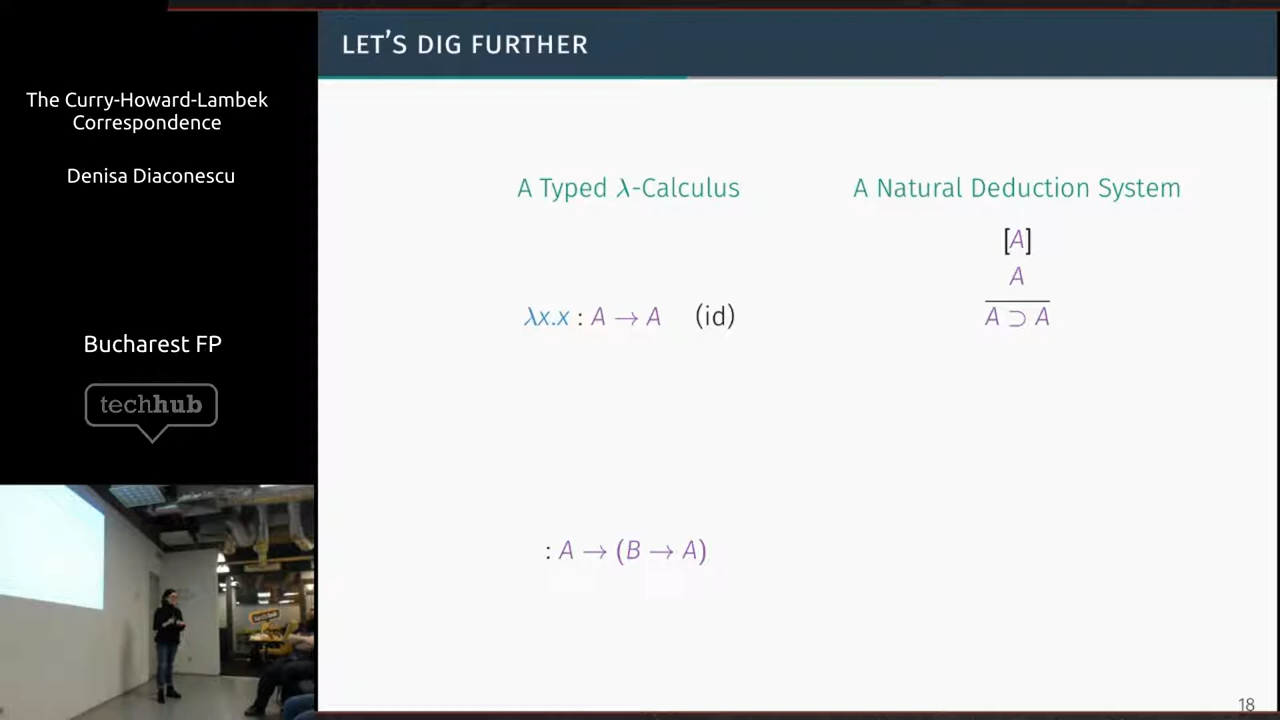 The Curry-Howard-Lambek
Correspondence
Denisa Diaconescu
Bucharest FP
techhub
LET'S DIG FURTHER
A Typed λ-Calculus
λx.x : A → A (id)
: A → (B → A)
A Natural Deduction System
[A]
A
A ⊃ A
18